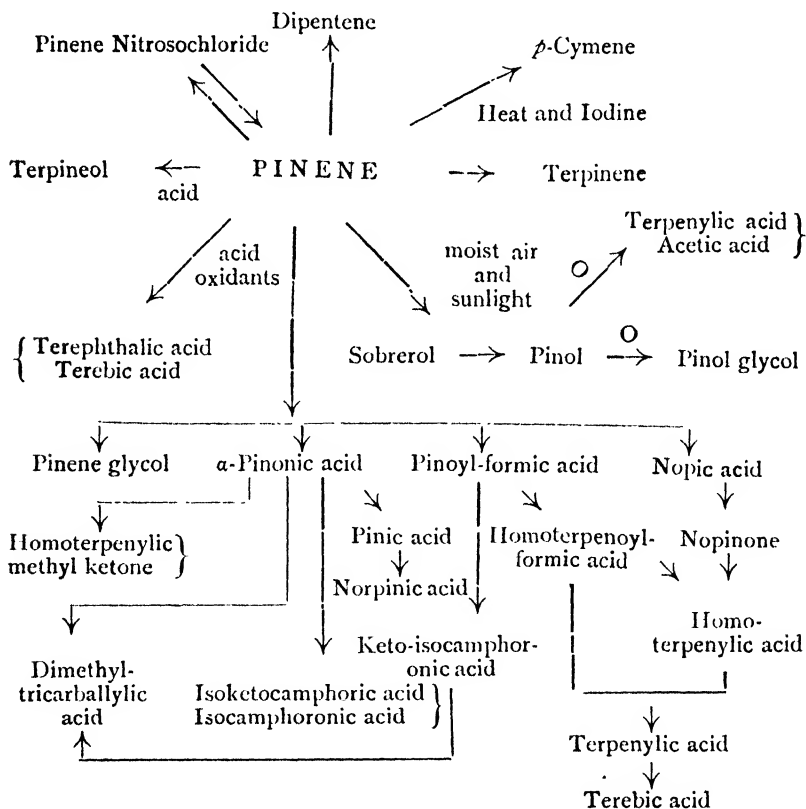 Dipentene
Pinene Nitrosochloride
p-Cymene
Heat and Iodine
Terpineol
acid
PINENE
Terpinene
acid
oxidants
moist air
and
sunlight
O
Terpenylic acid }
Acetic acid
{ Terephthalic acid
Terebic acid
Sobrerol
Pinol
O
Pinol glycol
Pinene glycol
α-Pinonic acid
Pinoyl-formic acid
Nopic acid
Homoterpenylic }
methyl ketone
Pinic acid
Norpinic acid
Homoterpenoyl-
formic acid
Nopinone
Homo-
terpenylic acid
Dimethyl-
tricarballylic
acid
Isoketocamphoric acid }
Isocamphoronic acid
Keto-isocamphor-
onic acid
Terpenylic acid
Terebic acid